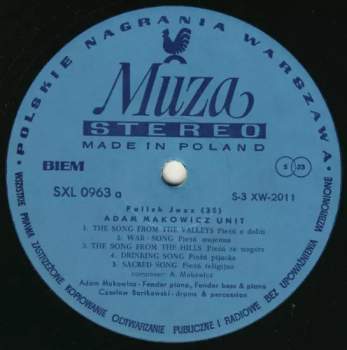 POLSKIE NAGRANIA WARSZAWA
Muza
STEREO
MADE IN POLAND
BIEM
SXL 0963 a
S-3 XW-2011
Polish Jazz (35)
ADAM MAKOWICZ UNIT
1. THE SONG FROM THE VALLEYS Pieśń z dolin
2. WAR-SONG Pieśń wojenna
3. THE SONG FROM THE HILLS Pieśń ze wzgórz
4. DRINKING SONG Pieśń pijacka
5. SACRED SONG Pieśń religijna
composer: A. Makowicz
Adam Makowicz - Fender piano, Fender bass & piano
Czesław Bartkowski - drums & percussion
WSZYSTKIE PRAWA ZASTRZEŻONE KOPIOWANIE ODTWARZANIE PUBLICZNE I RADIOWE BEZ UPOWAŻNIENIA WZBRONIONE